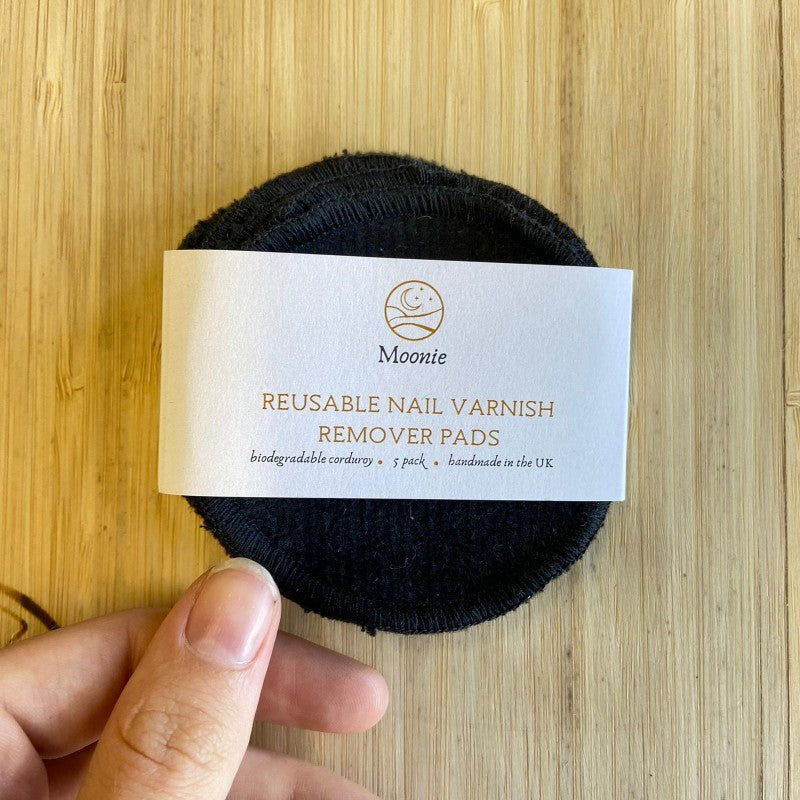 Moonie
REUSABLE NAIL VARNISH
REMOVER PADS
biodegradable corduroy • 5 pack • handmade in the UK